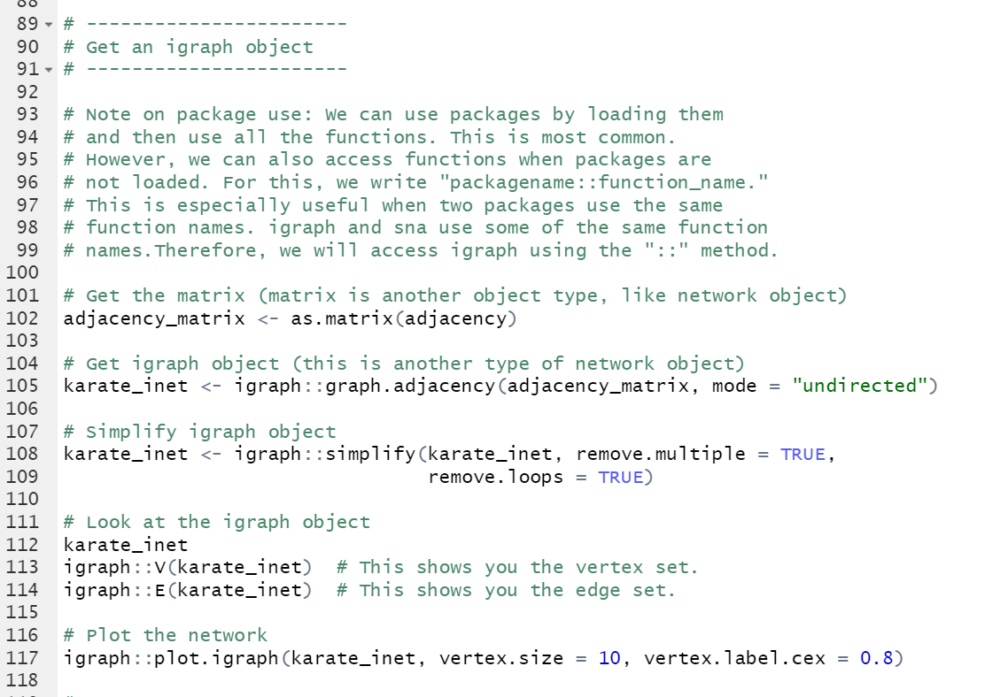 88
89 # -----------------------
90 # Get an igraph object
91 # -----------------------
92
93 # Note on package use: We can use packages by loading them
94 # and then use all the functions. This is most common.
95 # However, we can also access functions when packages are
96 # not loaded. For this, we write "packagename::function_name."
97 # This is especially useful when two packages use the same
98 # function names. igraph and sna use some of the same function
99 # names.Therefore, we will access igraph using the "::" method.
100
101 # Get the matrix (matrix is another object type, like network object)
102 adjacency_matrix <- as.matrix(adjacency)
103
104 # Get igraph object (this is another type of network object)
105 karate_inet <- igraph::graph.adjacency(adjacency_matrix, mode = "undirected")
106
107 # Simplify igraph object
108 karate_inet <- igraph::simplify(karate_inet, remove.multiple = TRUE,
109                                 remove.loops = TRUE)
110
111 # Look at the igraph object
112 karate_inet
113 igraph::V(karate_inet)  # This shows you the vertex set.
114 igraph::E(karate_inet)  # This shows you the edge set.
115
116 # Plot the network
117 igraph::plot.igraph(karate_inet, vertex.size = 10, vertex.label.cex = 0.8)
118